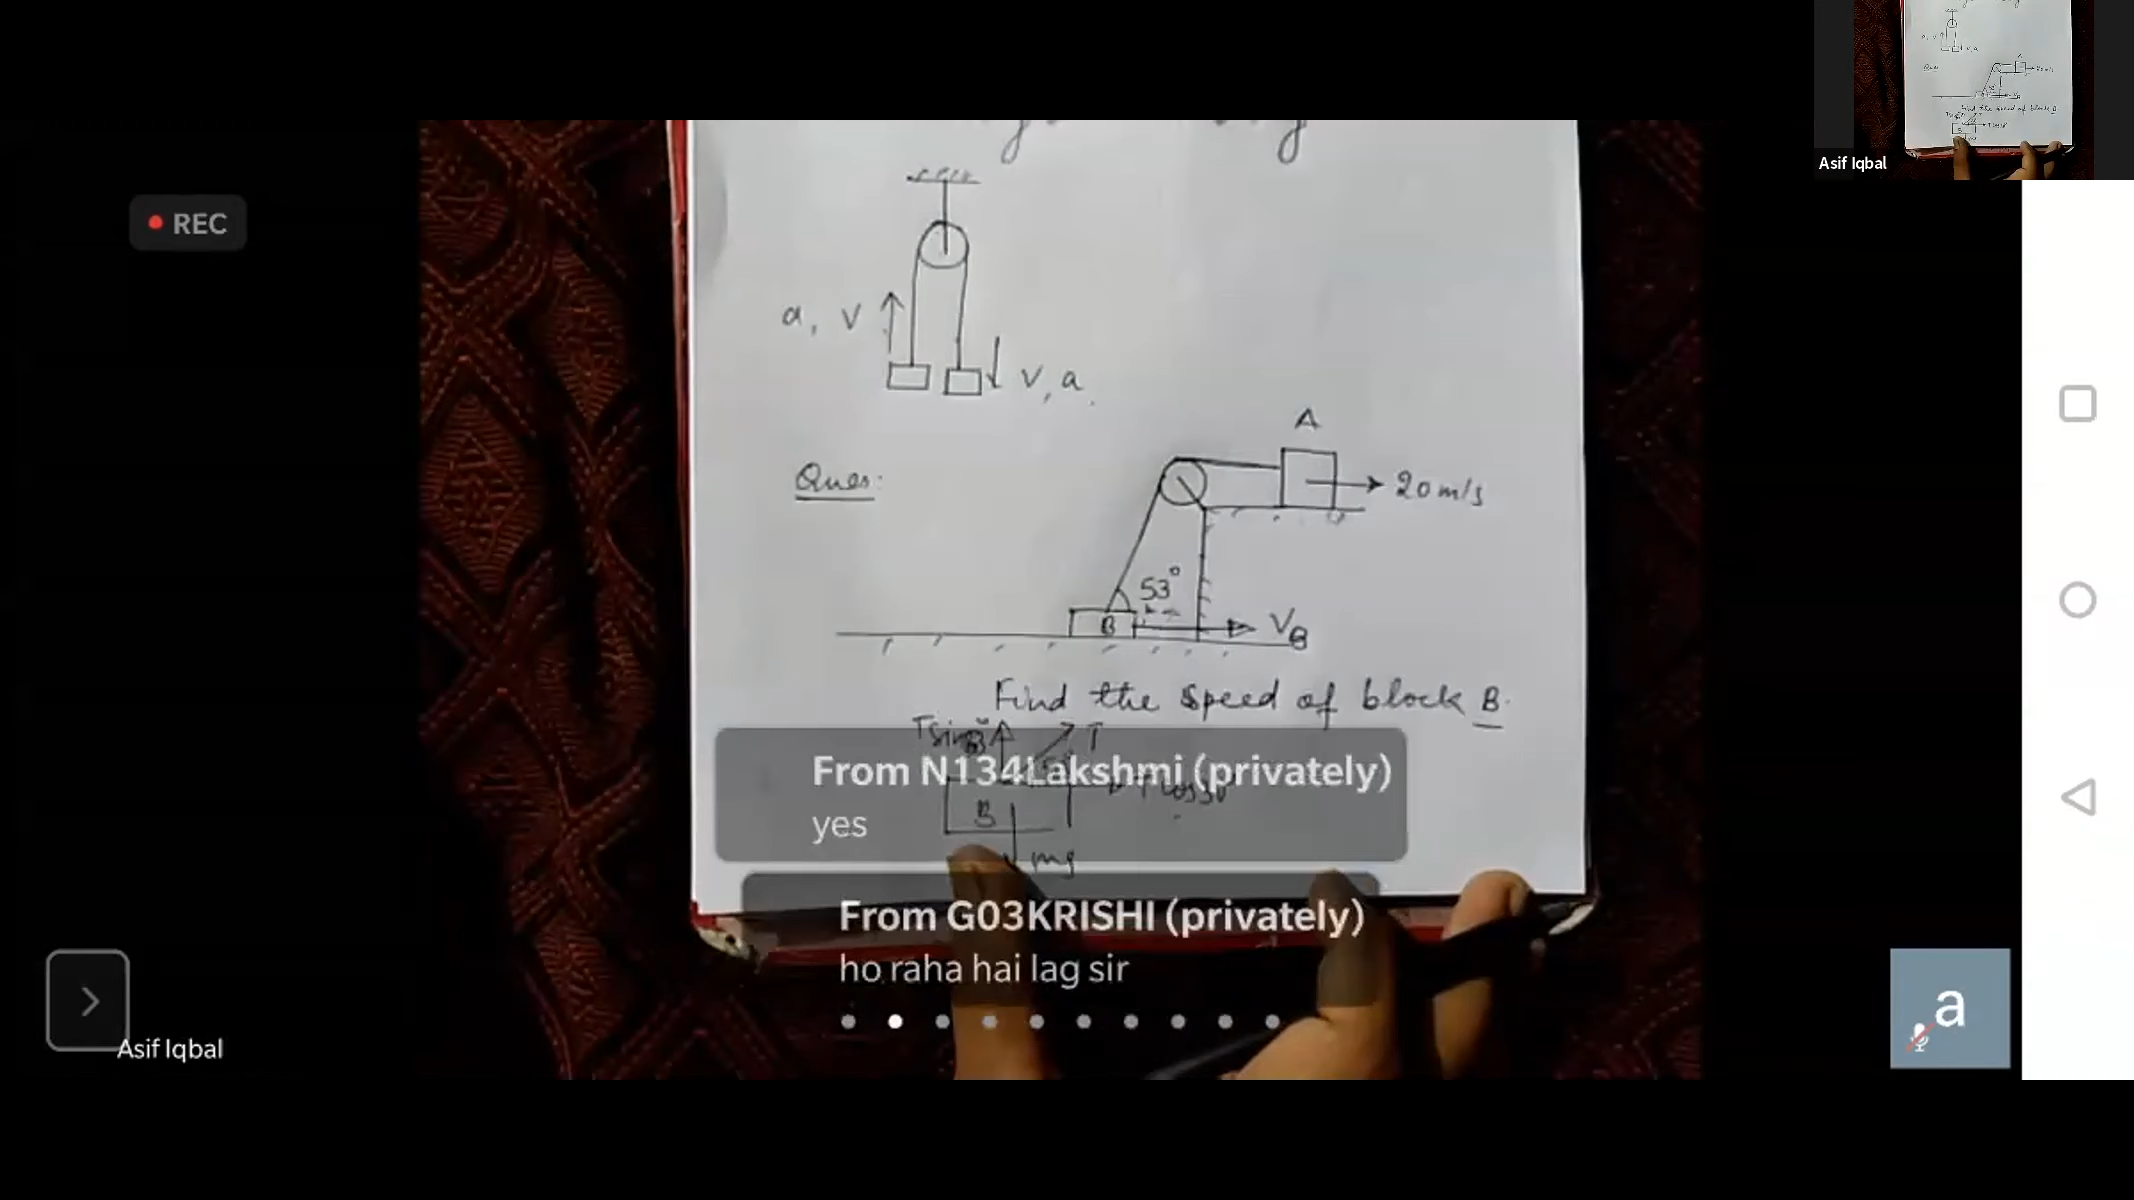 Asif Iqbal
REC
a, v
v, a.
A
Ques:
20 m/s
53°
B
VB
Find the speed of block B.
T
From N134Lakshmi (privately)
B
yes
mg
From G03KRISHI (privately)
ho raha hai lag sir
a
Asif Iqbal